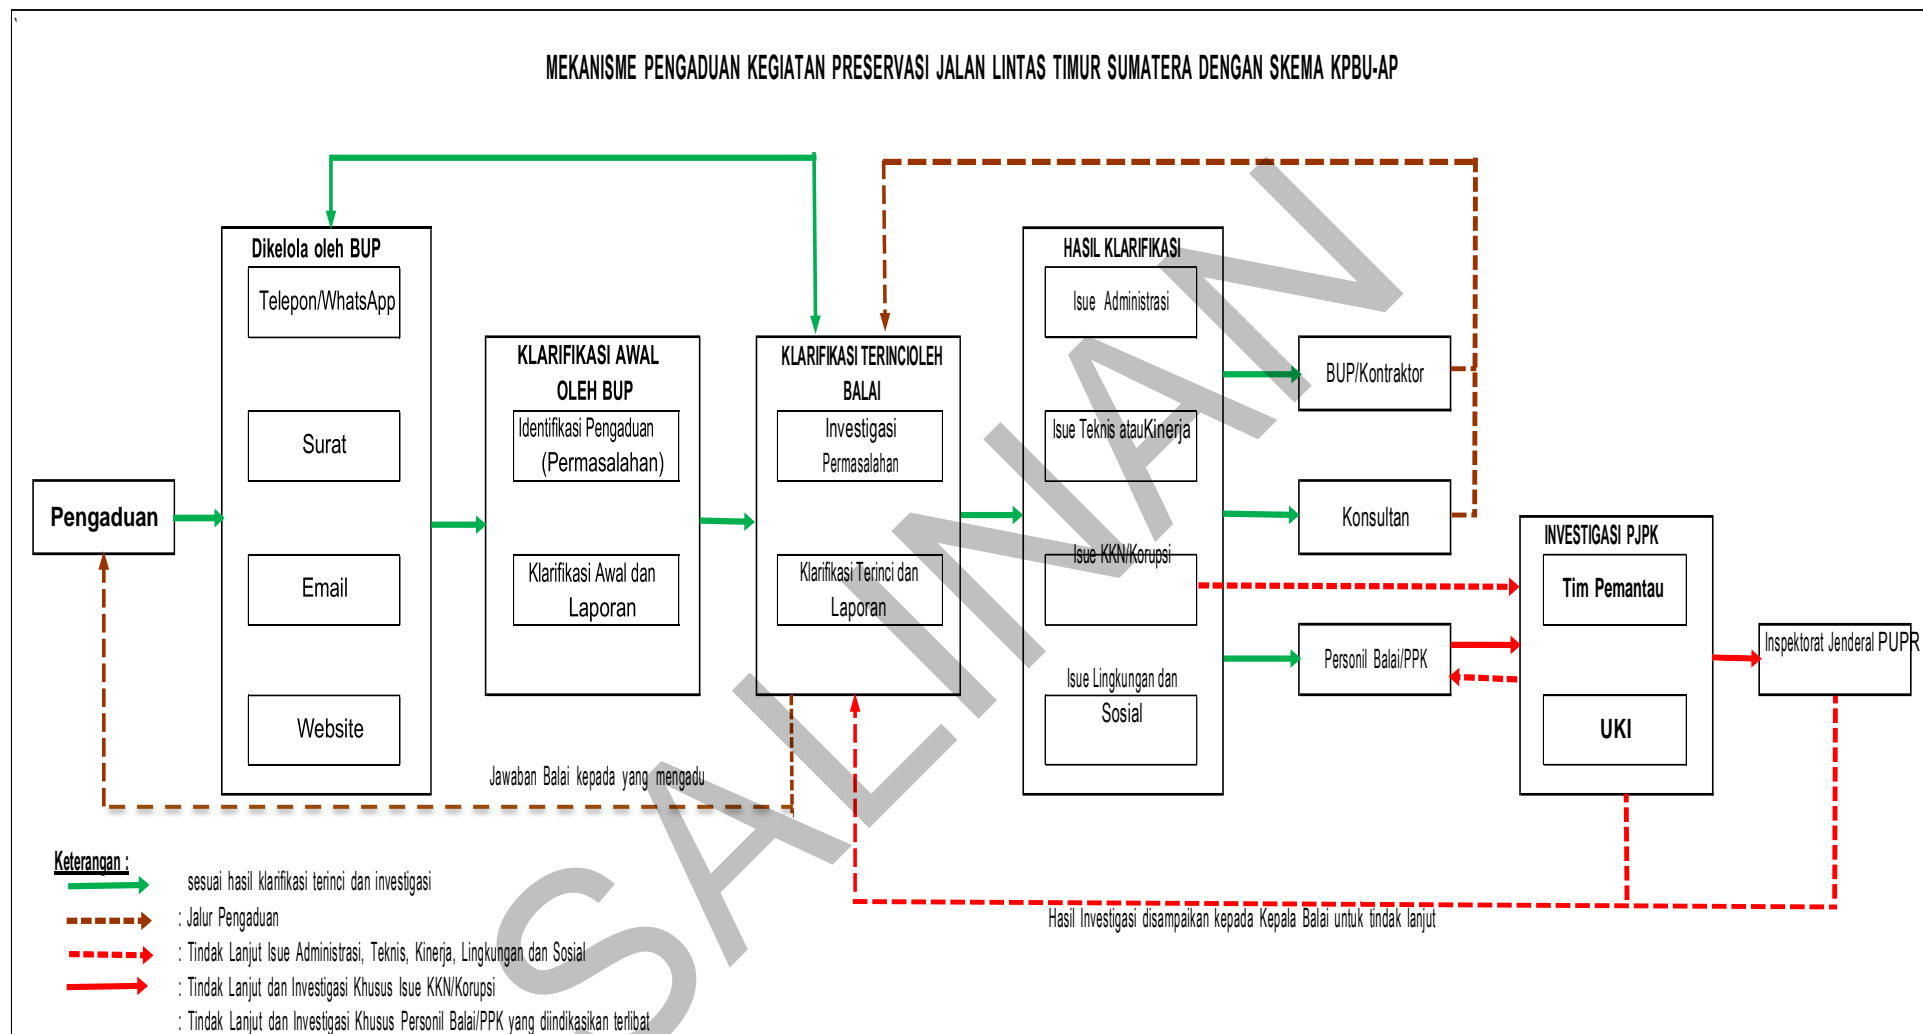 MEKANISME PENGADUAN KEGIATAN PRESERVASI JALAN LINTAS TIMUR SUMATERA DENGAN SKEMA KPBU-AP
Dikelola oleh BUP
Telepon/WhatsApp
Surat
Email
Website
Pengaduan
KLARIFIKASI AWAL
OLEH BUP
Identifikasi Pengaduan
(Permasalahan)
Klarifikasi Awal dan
Laporan
KLARIFIKASI TERINCIOLEH
BALAI
Investigasi
Permasalahan
Klarifikasi Terinci dan
Laporan
HASIL KLARIFIKASI
Isue Administrasi
Isue Teknis atauKinerja
Isue KKN/Korupsi
Isue Lingkungan dan
Sosial
BUP/Kontraktor
Konsultan
Personil Balai/PPK
INVESTIGASI PJPK
Tim Pemantau
UKI
Inspektorat Jenderal PUPR
Jawaban Balai kepada yang mengadu
Hasil Investigasi disampaikan kepada Kepala Balai untuk tindak lanjut
Keterangan :
sesuai hasil klarifikasi terinci dan investigasi
: Jalur Pengaduan
: Tindak Lanjut Isue Administrasi, Teknis, Kinerja, Lingkungan dan Sosial
: Tindak Lanjut dan Investigasi Khusus Isue KKN/Korupsi
: Tindak Lanjut dan Investigasi Khusus Personil Balai/PPK yang diindikasikan terlibat
SALINAN